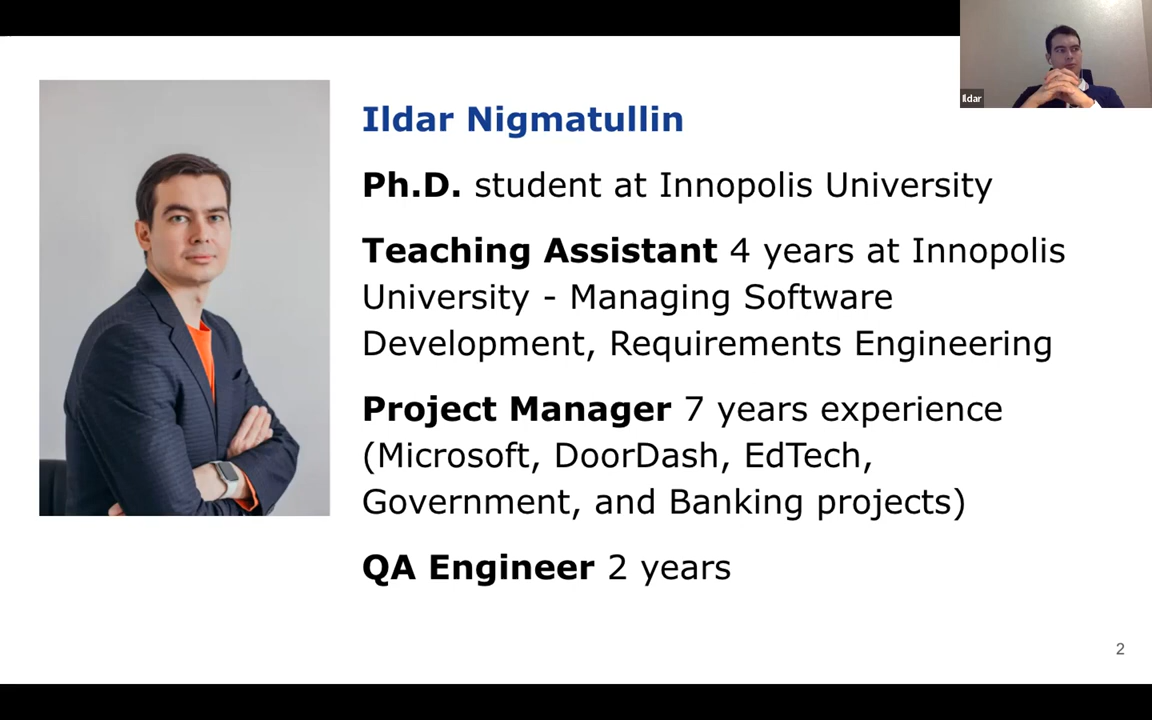 Ildar
Ildar Nigmatullin
Ph.D. student at Innopolis University
Teaching Assistant 4 years at Innopolis
University - Managing Software
Development, Requirements Engineering
Project Manager 7 years experience
(Microsoft, DoorDash, EdTech,
Government, and Banking projects)
QA Engineer 2 years
2